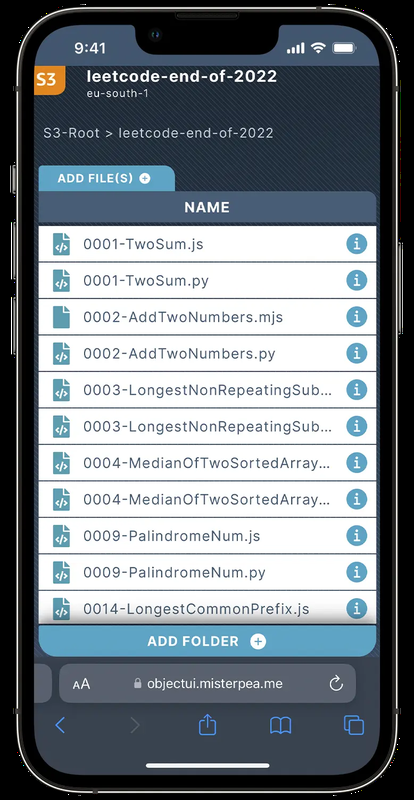 9:41
S3
leetcode-end-of-2022
eu-south-1
S3-Root > leetcode-end-of-2022
ADD FILE(S)
NAME
0001-TwoSum.js
0001-TwoSum.py
0002-AddTwoNumbers.mjs
0002-AddTwoNumbers.py
0003-LongestNonRepeatingSub...
0003-LongestNonRepeatingSub...
0004-MedianOfTwoSortedArray...
0004-MedianOfTwoSortedArray...
0009-PalindromeNum.js
0009-PalindromeNum.py
0014-LongestCommonPrefix.js
ADD FOLDER
AA objectui.misterpea.me